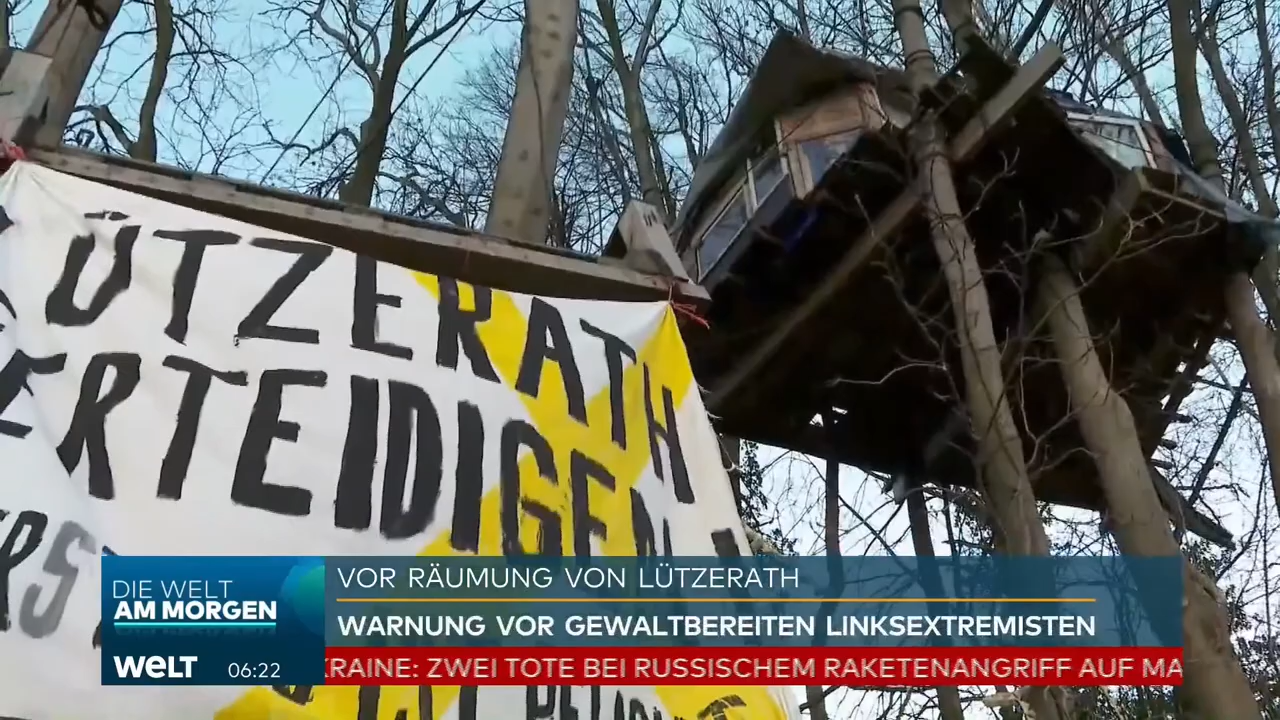 ÜTZERATH
ERTEIDIGEN
DIE WELT
AM MORGEN
welt
06:22
VOR RÄUMUNG VON LÜTZERATH
WARNUNG VOR GEWALTBEREITEN LINKSEXTREMISTEN
KRAINE: ZWEI TOTE BEI RUSSISCHEM RAKETENANGRIFF AUF MA